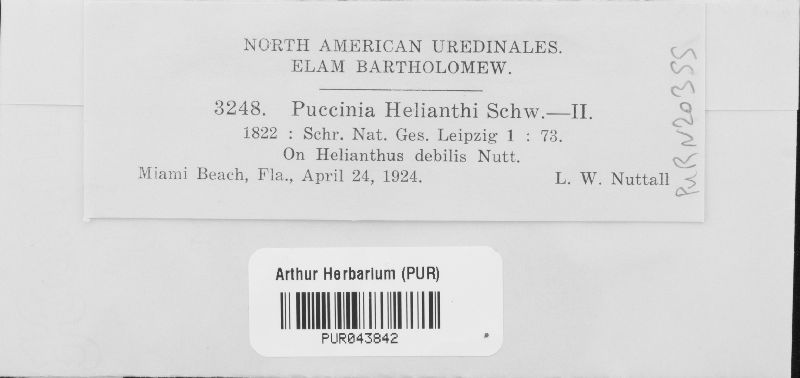 NORTH AMERICAN UREDINALES.
ELAM BARTHOLOMEW.
3248. Puccinia Helianthi Schw.—II.
1822 : Schr. Nat. Ges. Leipzig 1 : 73.
On Helianthus debilis Nutt.
Miami Beach, Fla., April 24, 1924. L. W. Nuttall
PUR N20355
Arthur Herbarium (PUR)
PUR043842